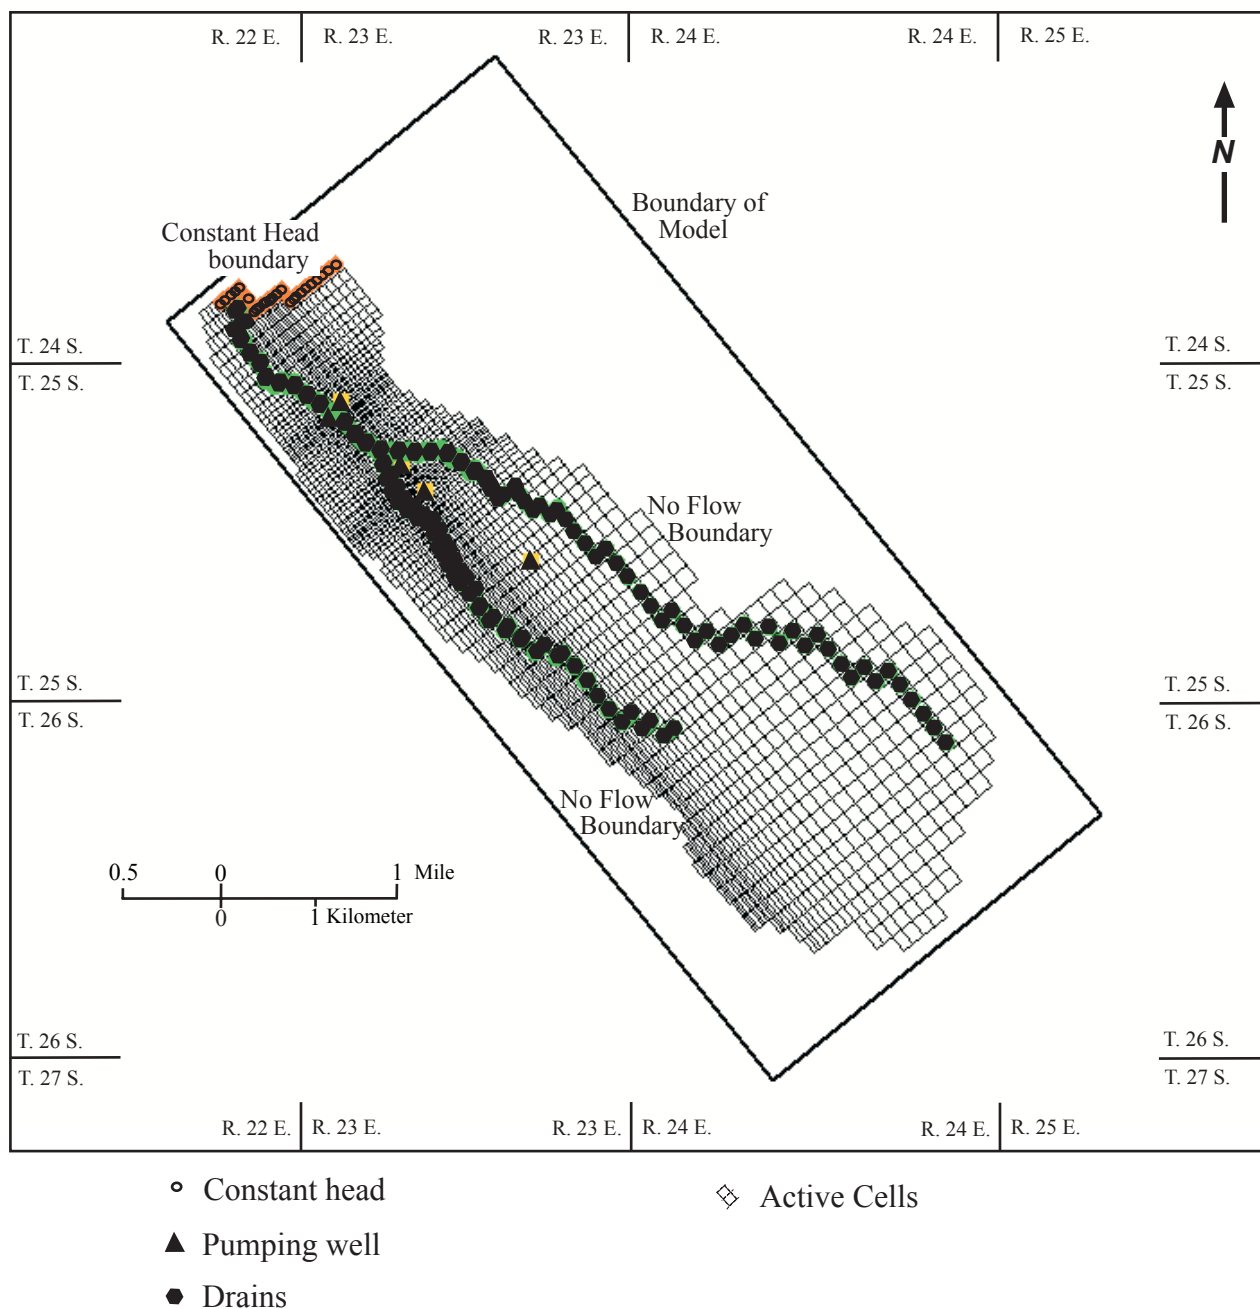 R. 22 E. R. 23 E. R. 23 E. R. 24 E. R. 24 E. R. 25 E.
N
Boundary of
Model
Constant Head
boundary
T. 24 S. T. 24 S.
T. 25 S. T. 25 S.
No Flow
Boundary
T. 25 S. T. 25 S.
T. 26 S. T. 26 S.
No Flow
Boundary
0.5 0 1 Mile
0 1 Kilometer
T. 26 S. T. 26 S.
T. 27 S. T. 27 S.
R. 22 E. R. 23 E. R. 23 E. R. 24 E. R. 24 E. R. 25 E.
Constant head
Active Cells
Pumping well
Drains